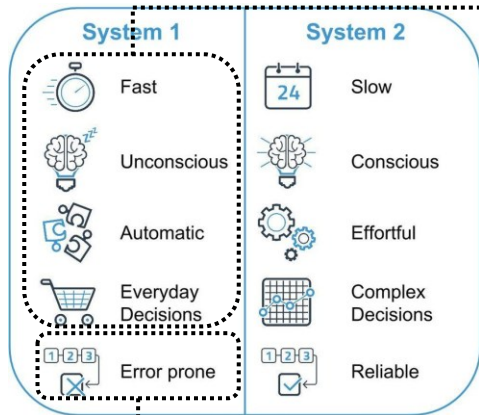 System 1
Fast
Unconscious
Automatic
Everyday
Decisions
1 2 3
Error prone
System 2
24
Slow
Conscious
Effortful
Complex
Decisions
1 2 3
Reliable